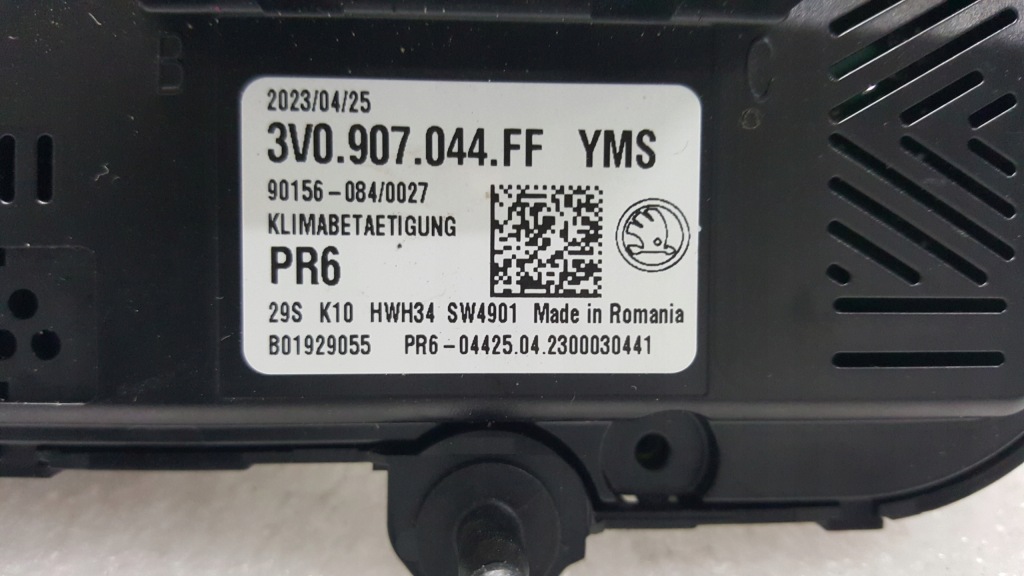 B
C
2023/04/25
3V0.907.044.FF YMS
90156-084/0027
KLIMABETAETIGUNG
PR6
29S K10 HWH34 SW4901 Made in Romania
B01929055 PR6-04425.04.2300030441